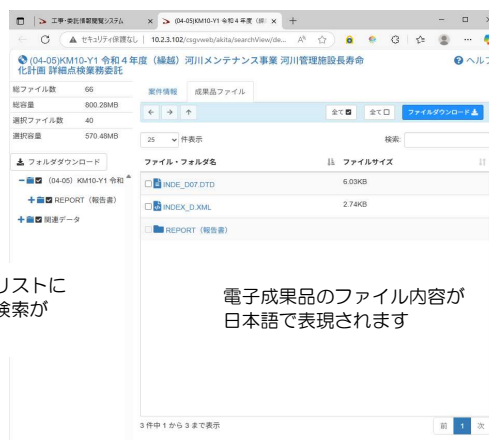 工事・委託情報閲覧システム
(04-05)KM10-Y1 令和４年度（繰
セキュリティ保護なし | 10.2.3.102/csgvweb/akita/searchView/de...
(04-05)KM10-Y1 令和４年度（繰越）河川メンテナンス事業 河川管理施設長寿命
化計画 詳細点検業務委託
ヘルプ
総ファイル数 66
総容量 800.28MB
選択ファイル数 40
選択容量 570.48MB
フォルダダウンロード
(04-05) KM10-Y1 令和
REPORT（報告書）
関連データ
案件情報 成果品ファイル
全て 全て ファイルダウンロード
25 件表示 検索:
ファイル・フォルダ名 ファイルサイズ
INDE_D07.DTD 6.03KB
INDEX_D.XML 2.74KB
REPORT（報告書）
リストに
検索が
電子成果品のファイル内容が
日本語で表現されます
3 件中 1 から 3 まで表示
前 1 次